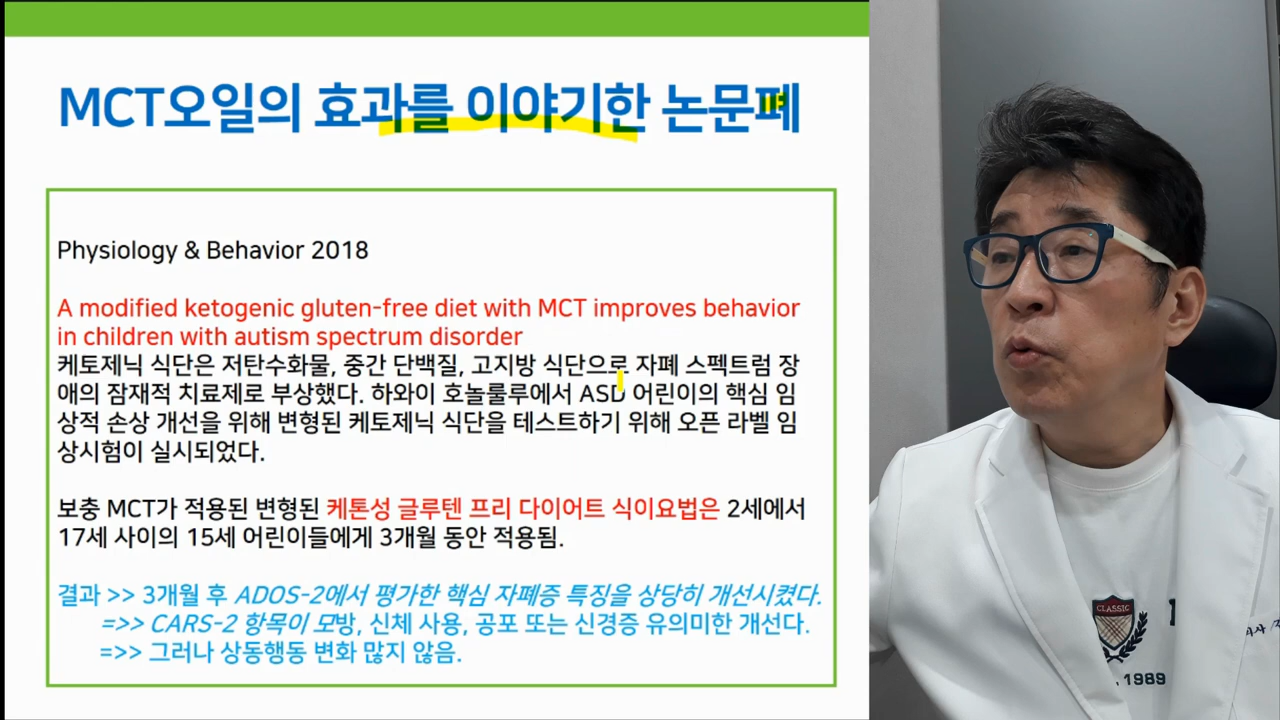 MCT오일의 효과를 이야기한 논문폐
Physiology & Behavior 2018
A modified ketogenic gluten-free diet with MCT improves behavior
in children with autism spectrum disorder
케토제닉 식단은 저탄수화물, 중간 단백질, 고지방 식단으로 자폐 스펙트럼 장
애의 잠재적 치료제로 부상했다. 하와이 호놀룰루에서 ASD 어린이의 핵심 임
상적 손상 개선을 위해 변형된 케토제닉 식단을 테스트하기 위해 오픈 라벨 임
상시험이 실시되었다.
보충 MCT가 적용된 변형된 케톤성 글루텐 프리 다이어트 식이요법은 2세에서
17세 사이의 15세 어린이들에게 3개월 동안 적용됨.
결과 >> 3개월 후 ADOS-2에서 평가한 핵심 자폐증 특징을 상당히 개선시켰다.
=>> CARS-2 항목이 모방, 신체 사용, 공포 또는 신경증 유의미한 개선다.
=>> 그러나 상동행동 변화 많지 않음.
CLASSIC
1989